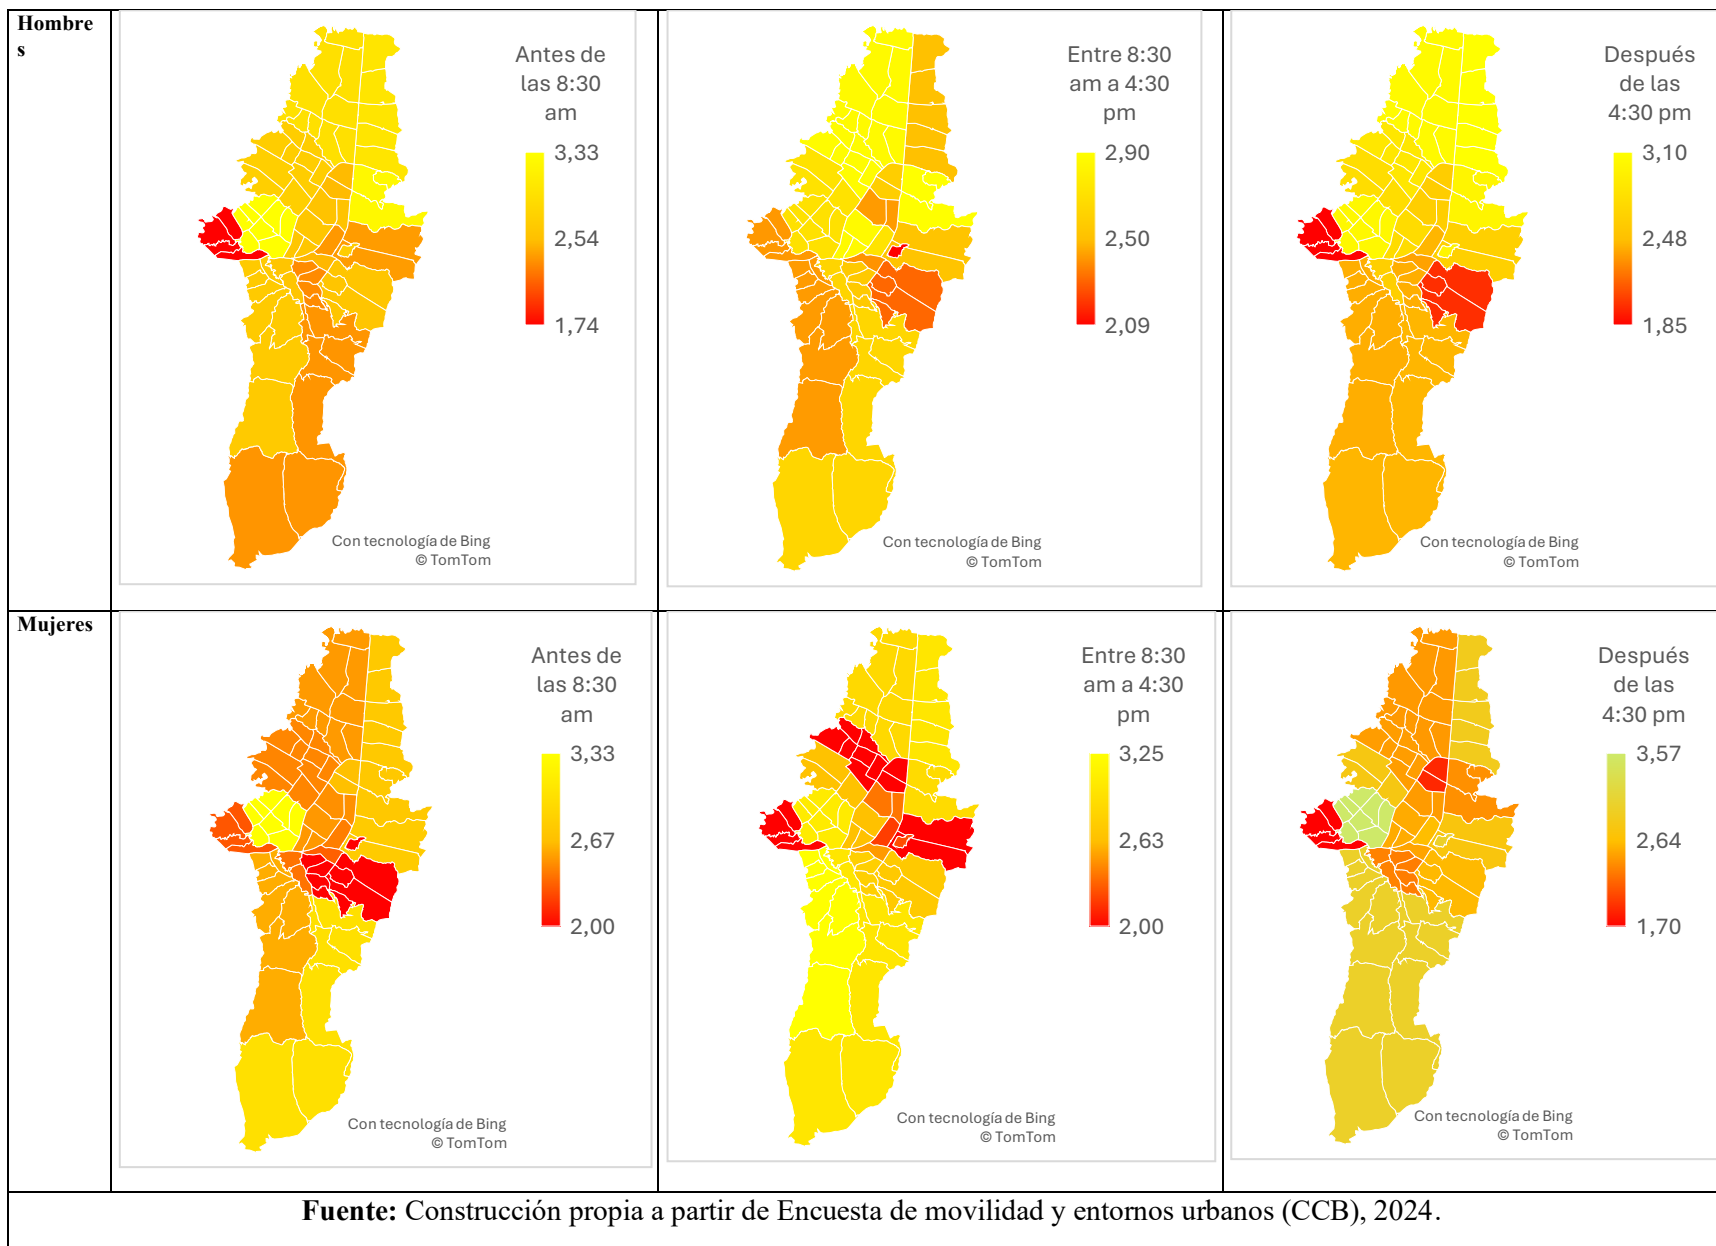 Hombre
s
Antes de
las 8:30
am
3,33
2,54
1,74
Con tecnología de Bing
© TomTom
Entre 8:30
am a 4:30
pm
2,90
2,50
2,09
Con tecnología de Bing
© TomTom
Después
de las
4:30 pm
3,10
2,48
1,85
Con tecnología de Bing
© TomTom
Mujeres
Antes de
las 8:30
am
3,33
2,67
2,00
Con tecnología de Bing
© TomTom
Entre 8:30
am a 4:30
pm
3,25
2,63
2,00
Con tecnología de Bing
© TomTom
Después
de las
4:30 pm
3,57
2,64
1,70
Con tecnología de Bing
© TomTom
Fuente: Construcción propia a partir de Encuesta de movilidad y entornos urbanos (CCB), 2024.